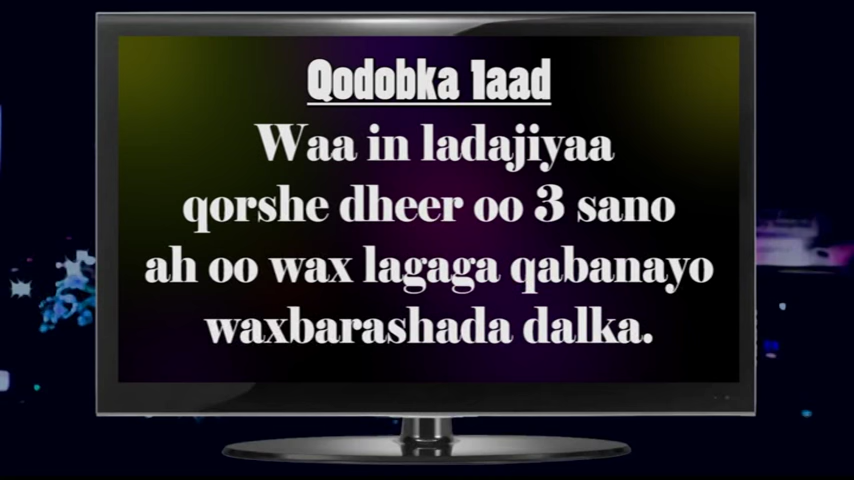 Qodobka 1aad
Waa in ladajiyaa
qorshe dheer oo 3 sano
ah oo wax lagaga qabanayo
waxbarashada dalka.